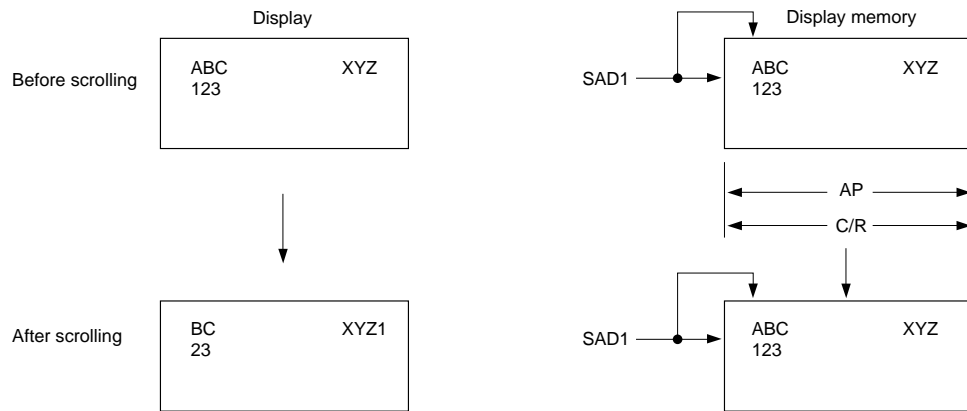 Display
Display memory
Before scrolling
ABC XYZ
123
SAD1
ABC XYZ
123
AP
C/R
After scrolling
BC XYZ1
23
SAD1
ABC XYZ
123